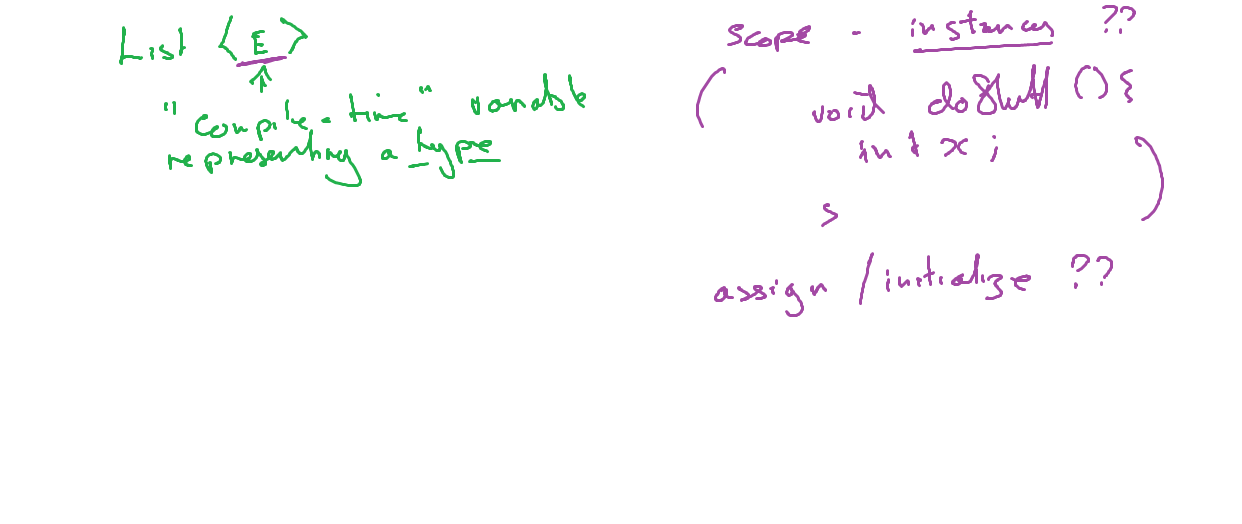 List <E>
"Compile-time" variable
representing a type
scope - instances ??
void doStuff () {
int x ;
}
assign / initialize ??